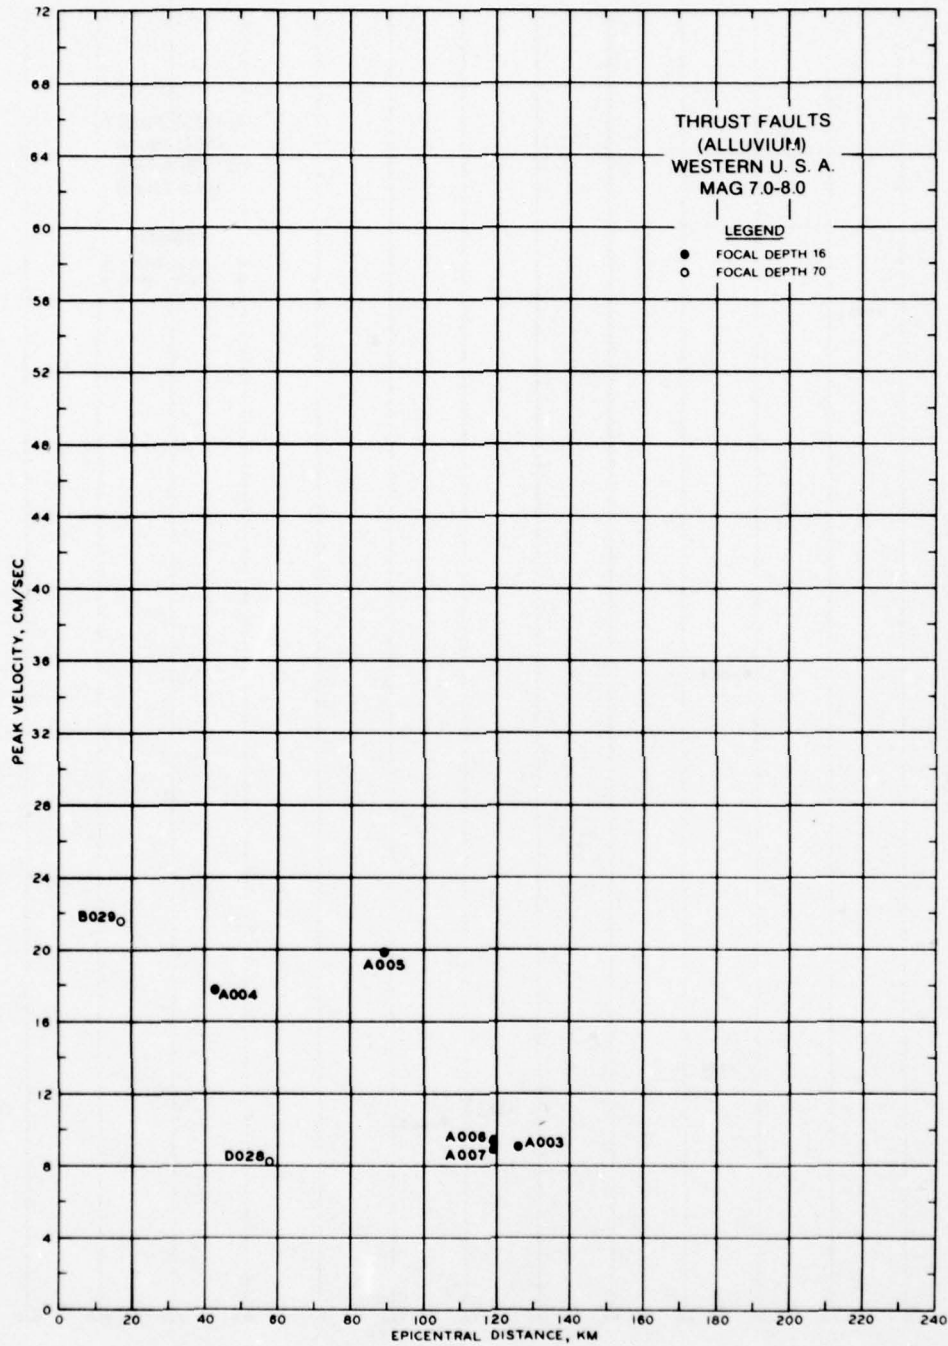 72
68
64
60
56
52
48
44
40
36
32
28
24
20
16
12
8
4
0
PEAK VELOCITY, CM/SEC
THRUST FAULTS
(ALLUVIUM)
WESTERN U. S. A.
MAG 7.0-8.0
LEGEND
● FOCAL DEPTH 16
○ FOCAL DEPTH 70
B029
A005
A004
A006
A003
A007
D028
0 20 40 60 80 100 120 140 160 180 200 220 240
EPICENTRAL DISTANCE, KM